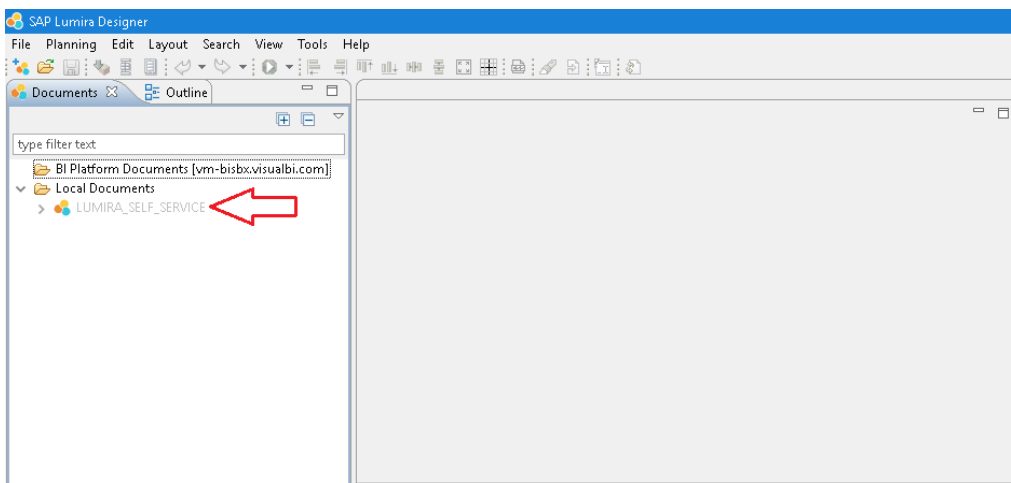 SAP Lumira Designer
File Planning Edit Layout Search View Tools Help
Documents Outline
type filter text
BI Platform Documents [vm-bisbx.visualbi.com]
Local Documents
LUMIRA_SELF_SERVICE